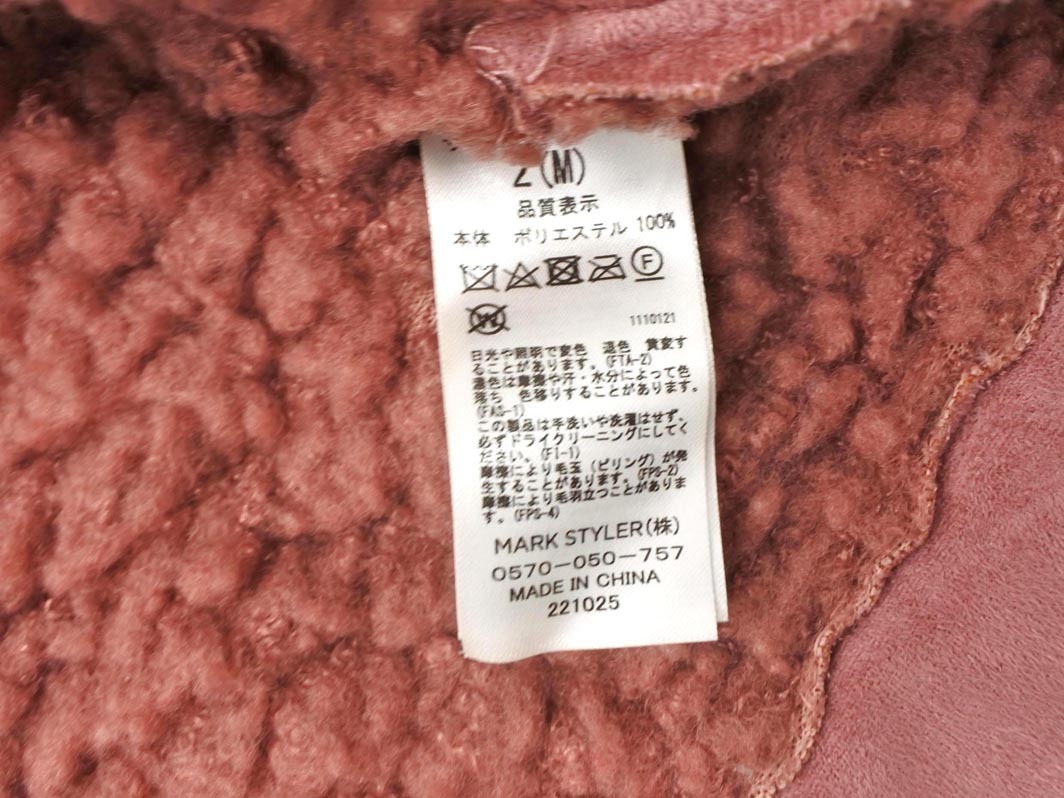 2(M)
品質表示
本体 ポリエステル 100%
F
W
1110121
日光や照明で変色 退色 黄変す
ることがあります。(FTA-2)
濃色は摩擦や汗・水分によって色
落ち 色移りすることがあります。
(FAS-1)
この製品は手洗いや洗濯はせず、
必ずドライクリーニングにしてく
ださい。(FI-1)
摩擦により毛玉(ピリング)が発
生することがあります。(FPS-2)
摩擦により毛羽立つことがありま
す。(FPS-4)
MARK STYLER(株)
0570-050-757
MADE IN CHINA
221025